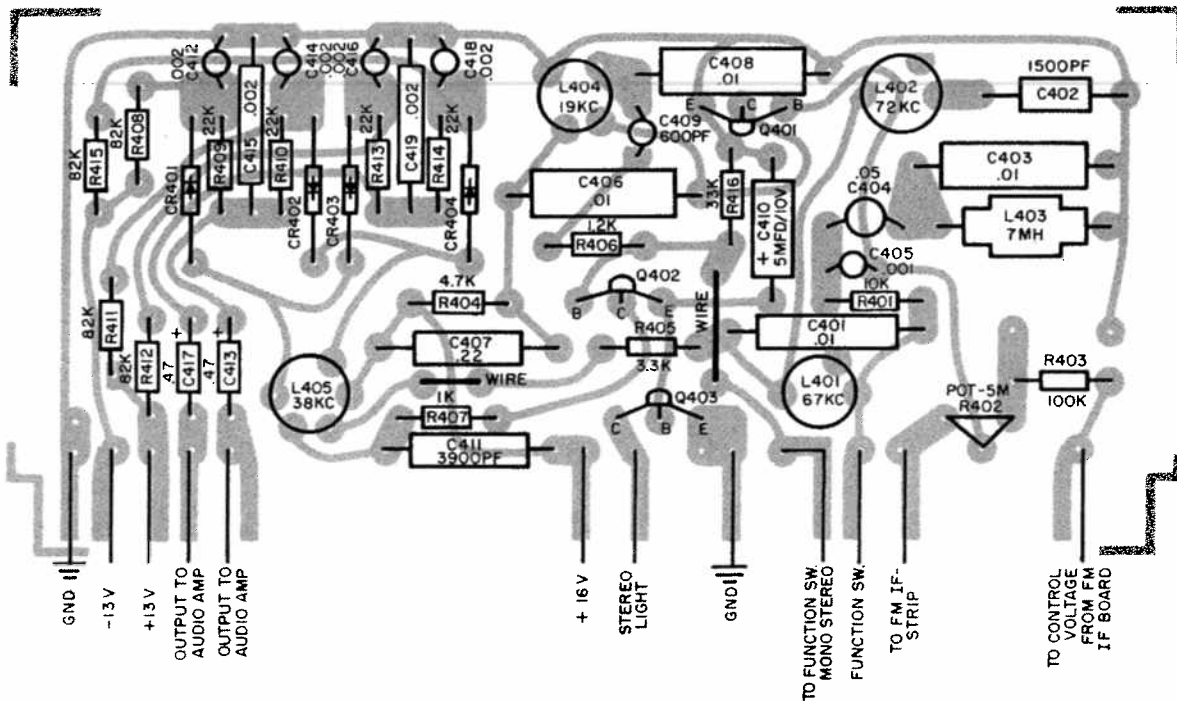 .002
C412
C414
.002
.002
C416
C418
.002
82K
R415
82K
R408
CR401
22K
R409
C415
.002
22K
R410
CR402
CR403
22K
R413
C419
.002
22K
R414
CR404
L404
19KC
C408
.01
E
C
B
Q401
C409
600PF
L402
72KC
1500PF
C402
C406
.01
33K
R416
+ C410
5MFD/10V
.05
C404
C403
.01
L403
7MH
1.2K
R406
C405
.001
10K
R401
Q402
B
C
E
4.7K
R404
R405
3.3K
WIRE
C401
.01
82K
R411
82K
R412
+
.47
C417
+
.47
C413
L405
38KC
C407
.22
WIRE
1K
R407
C411
3900PF
Q403
C
B
E
L401
67KC
POT-5M
R402
R403
100K
GND
-13V
+13V
OUTPUT TO
AUDIO AMP
OUTPUT TO
AUDIO AMP
+ 16V
STEREO
LIGHT
GND
TO FUNCTION SW.
MONO STEREO
FUNCTION SW.
TO FM IF-
STRIP
TO CONTROL
VOLTAGE
FROM FM
IF BOARD